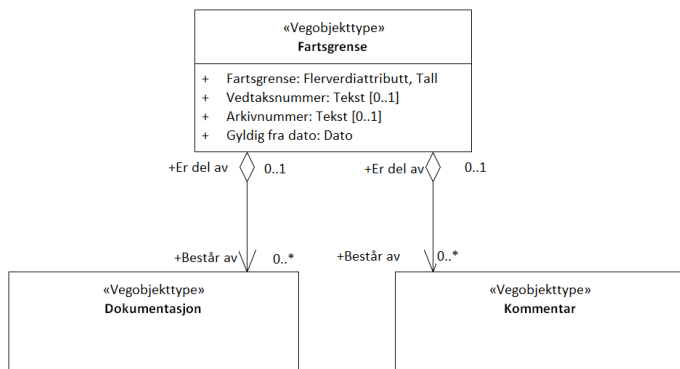 «Vegobjekttype»
Fartsgrense
+ Fartsgrense: Flerverdiattributt, Tall
+ Vedtaksnummer: Tekst [0..1]
+ Arkivnummer: Tekst [0..1]
+ Gyldig fra dato: Dato
+Er del av 0..1 +Er del av 0..1
+Består av 0..* +Består av 0..*
«Vegobjekttype» «Vegobjekttype»
Dokumentasjon Kommentar